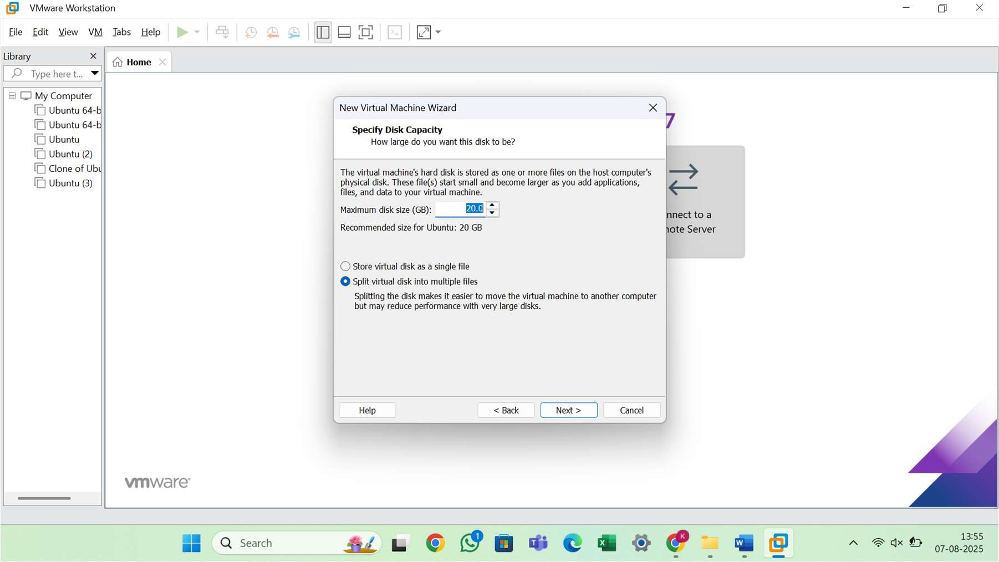 VMware Workstation
File Edit View VM Tabs Help
Library
Home
Type here t...
My Computer
Ubuntu 64-b
Ubuntu 64-b
Ubuntu
Ubuntu (2)
Clone of Ubu
Ubuntu (3)
7
nnect to a
note Server
New Virtual Machine Wizard
Specify Disk Capacity
How large do you want this disk to be?
The virtual machine's hard disk is stored as one or more files on the host computer's
physical disk. These file(s) start small and become larger as you add applications,
files, and data to your virtual machine.
Maximum disk size (GB): 20.0
Recommended size for Ubuntu: 20 GB
Store virtual disk as a single file
Split virtual disk into multiple files
Splitting the disk makes it easier to move the virtual machine to another computer
but may reduce performance with very large disks.
Help < Back Next > Cancel
vmware®
Search
1
K
13:55
07-08-2025